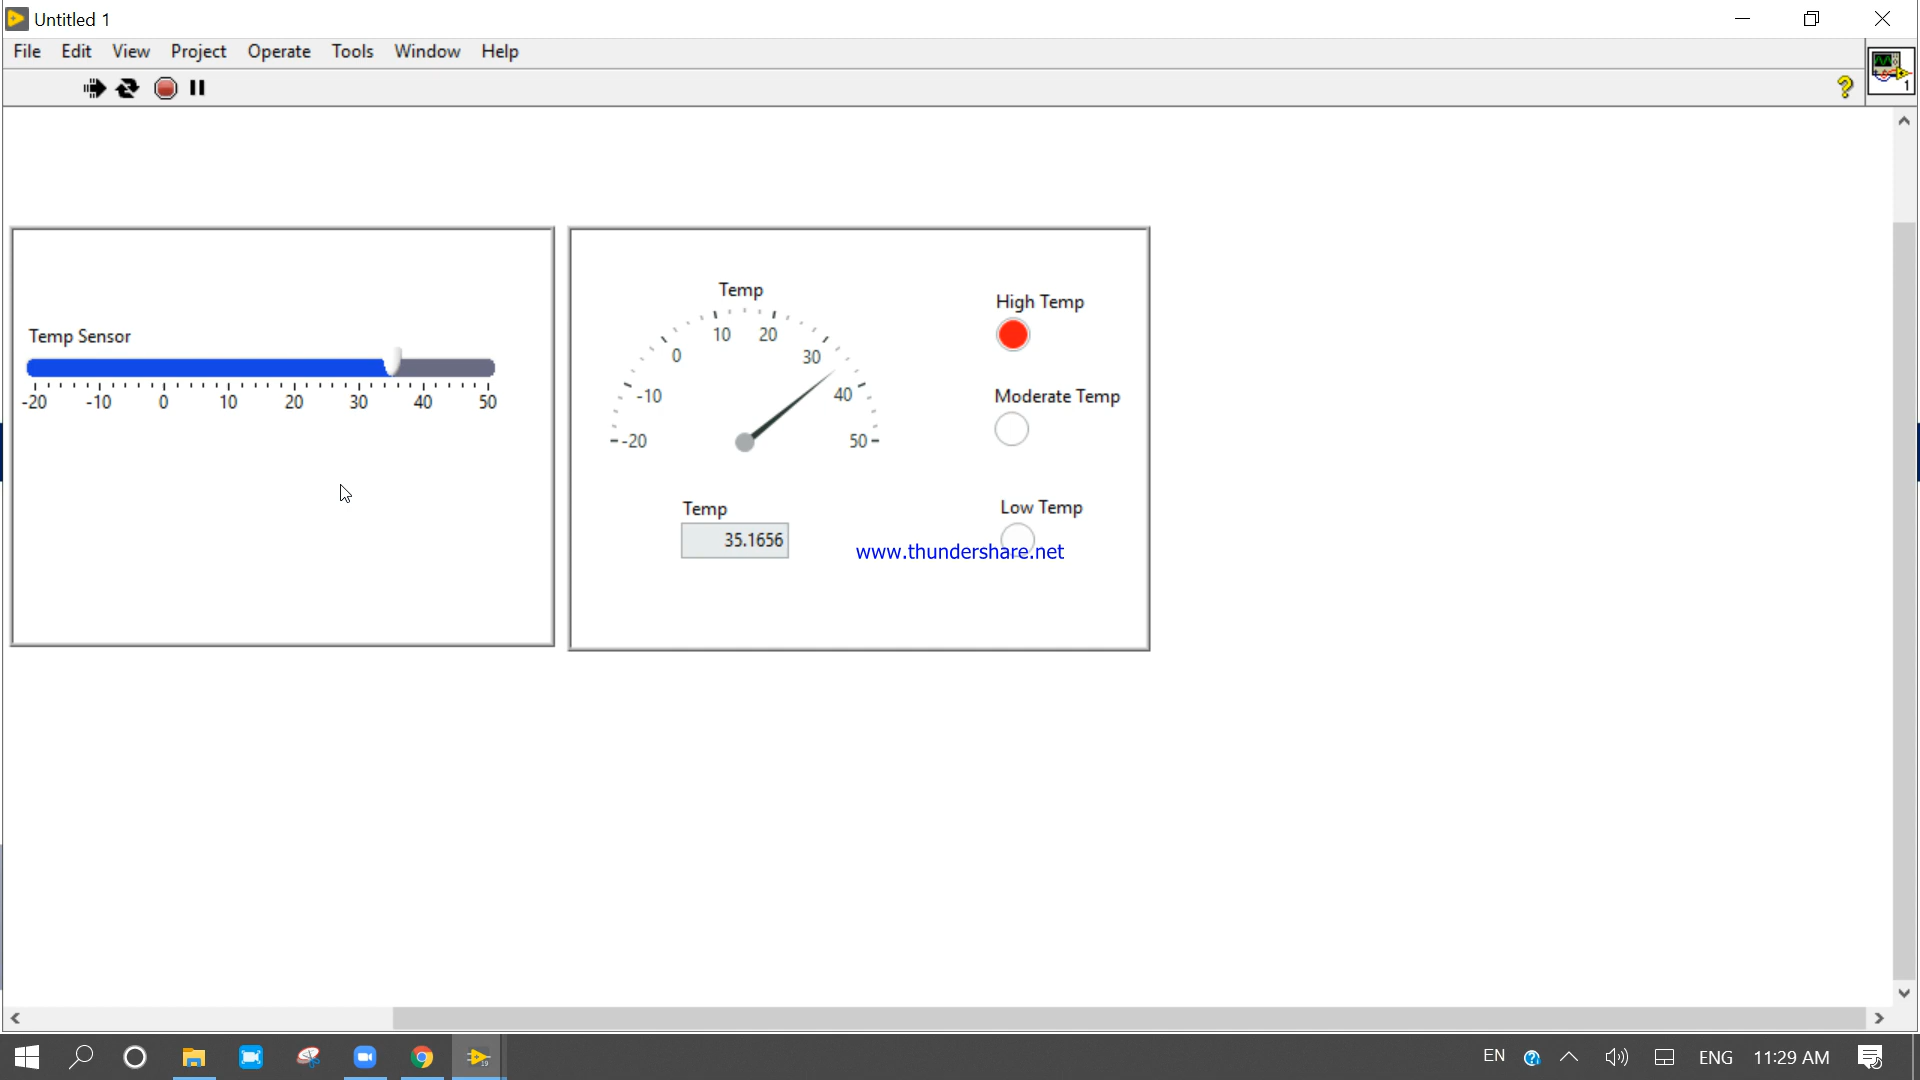 Untitled 1
File Edit View Project Operate Tools Window Help
1
Temp Sensor
-20 -10 0 10 20 30 40 50
Temp
-20 -10 0 10 20 30 40 50
Temp
35.1656
High Temp
Moderate Temp
Low Temp
www.thundershare.net
EN ENG 11:29 AM